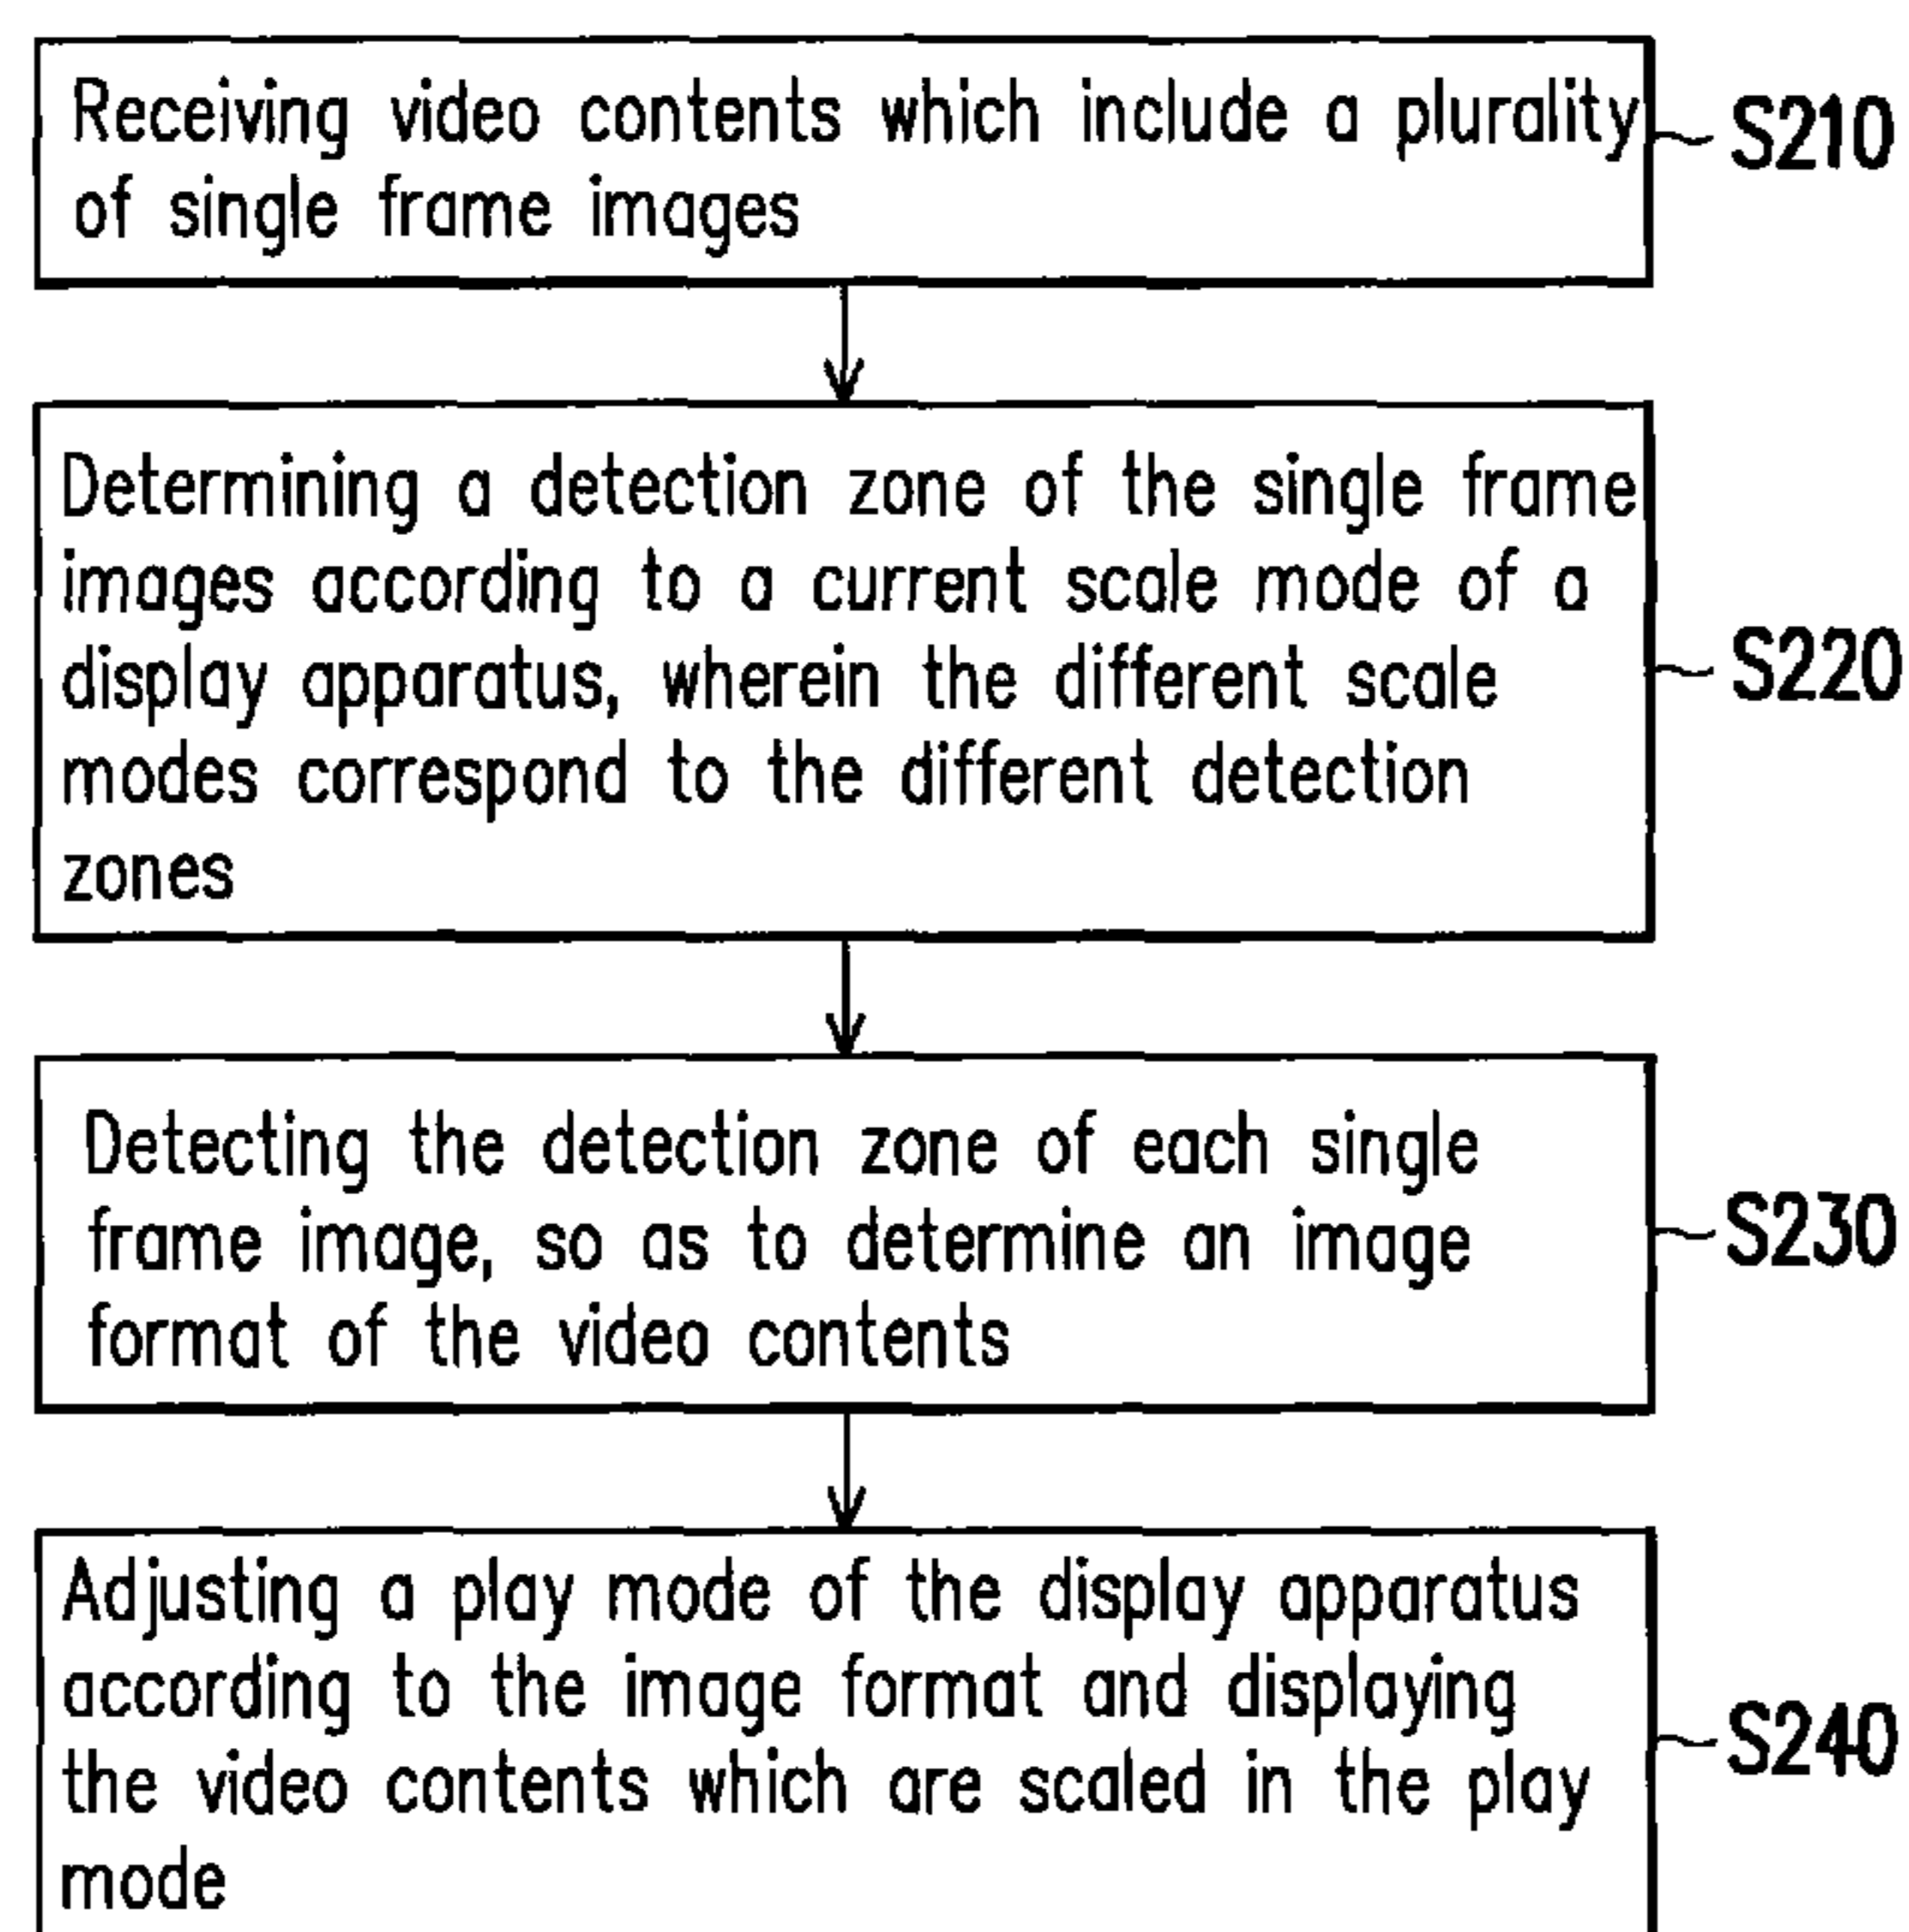 Receiving video contents which include a plurality
of single frame images
S210
Determining a detection zone of the single frame
images according to a current scale mode of a
display apparatus, wherein the different scale
modes correspond to the different detection
zones
S220
Detecting the detection zone of each single
frame image, so as to determine an image
format of the video contents
S230
Adjusting a play mode of the display apparatus
according to the image format and displaying
the video contents which are scaled in the play
mode
S240